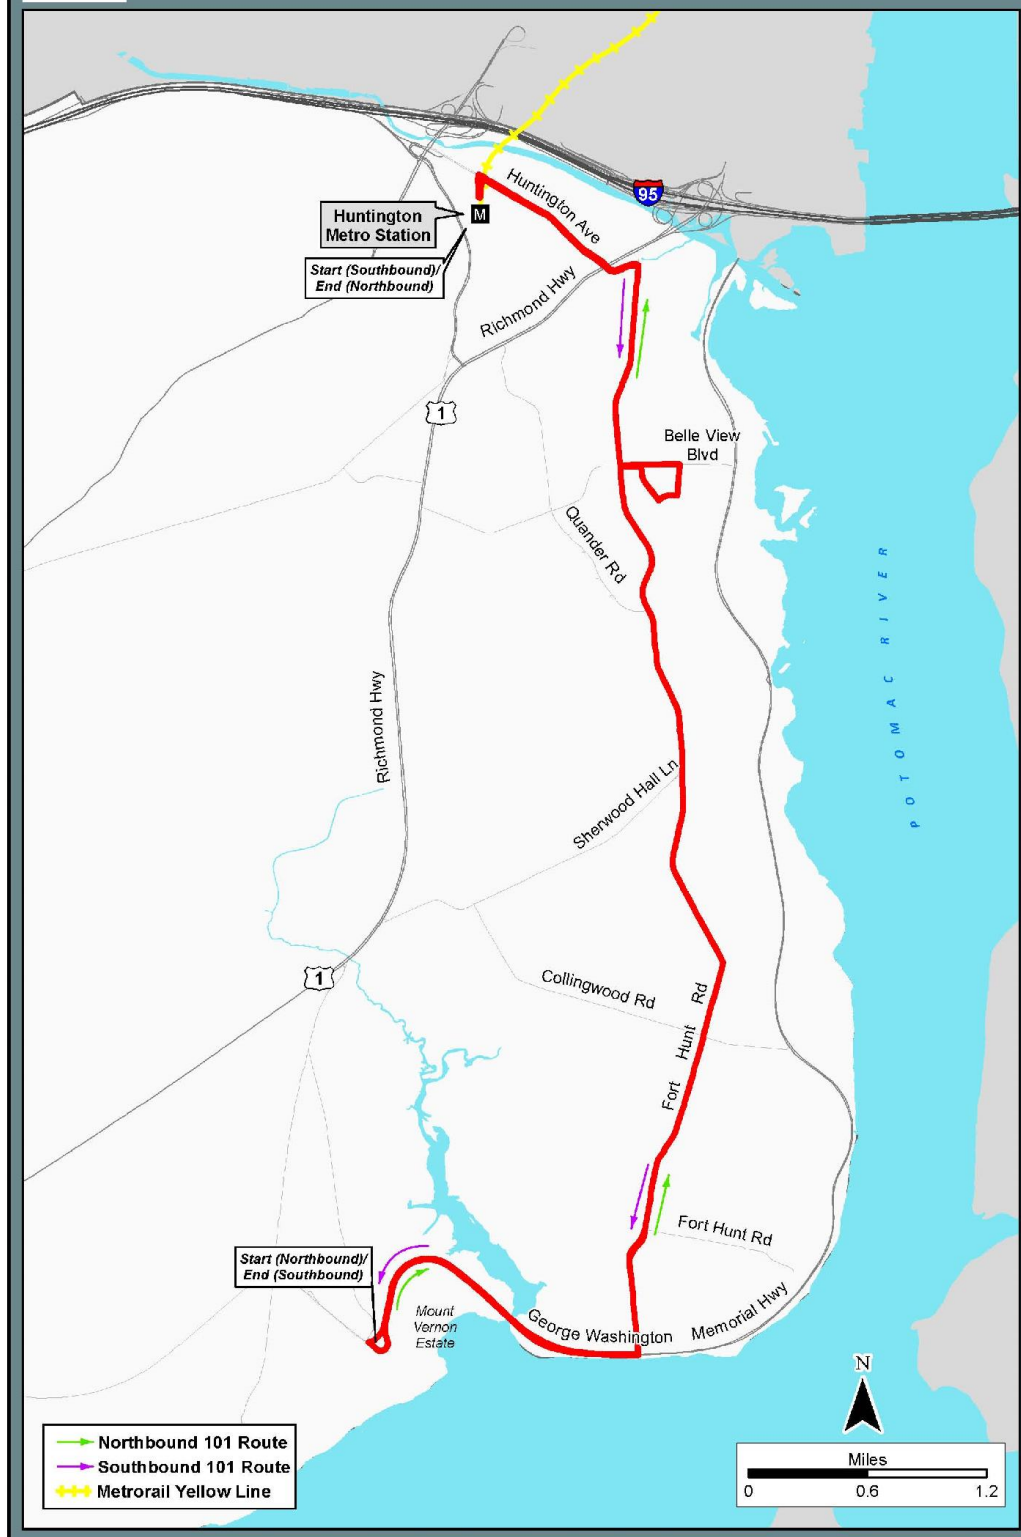 95
Huntington Ave
Huntington
Metro Station
M
Start (Southbound)/
End (Northbound)
Richmond Hwy
1
Belle View
Blvd
Quander Rd
POTOMAC RIVER
Richmond Hwy
Sherwood Hall Ln
1
Collingwood Rd
Fort Hunt Rd
Fort Hunt Rd
Start (Northbound)/
End (Southbound)
Mount
Vernon
Estate
George Washington Memorial Hwy
N
Northbound 101 Route
Southbound 101 Route
Metrorail Yellow Line
Miles
0 0.6 1.2